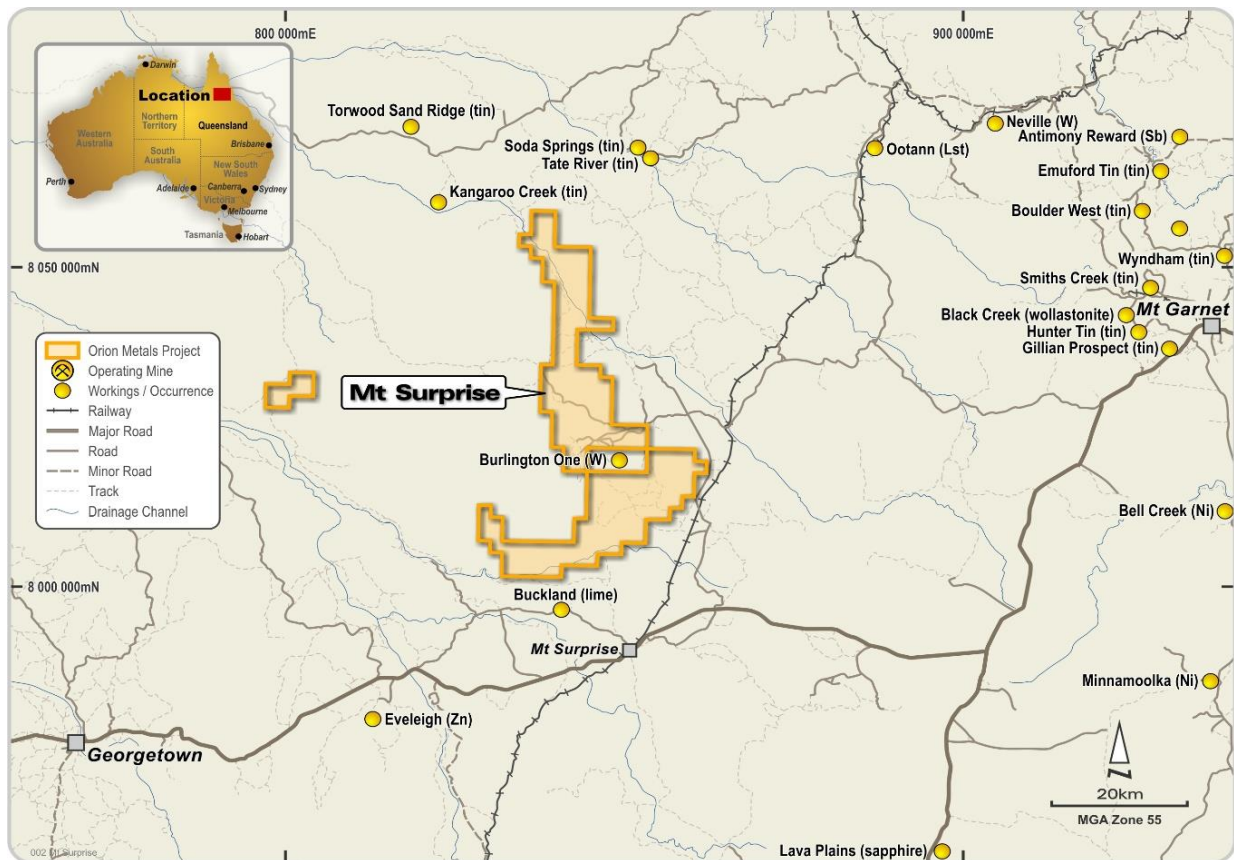 800 000mE
900 000mE
Darwin
Location
Northern
Territory
Queensland
Western
Australia
South
Australia
Brisbane
New South
Wales
Perth
Adelaide
Canberra
Sydney
Victoria
Melbourne
Tasmania
Hobart
Torwood Sand Ridge (tin)
Soda Springs (tin)
Tate River (tin)
Kangaroo Creek (tin)
Ootann (Lst)
Neville (W)
Antimony Reward (Sb)
Emuford Tin (tin)
Boulder West (tin)
Wyndham (tin)
Smiths Creek (tin)
Mt Garnet
Black Creek (wollastonite)
Hunter Tin (tin)
Gillian Prospect (tin)
8 050 000mN
Orion Metals Project
Operating Mine
Workings / Occurrence
Railway
Major Road
Road
Minor Road
Track
Drainage Channel
Mt Surprise
Burlington One (W)
Bell Creek (Ni)
8 000 000mN
Buckland (lime)
Mt Surprise
Minnamoolka (Ni)
Eveleigh (Zn)
Georgetown
N
20km
MGA Zone 55
Lava Plains (sapphire)
002 Mt Surprise